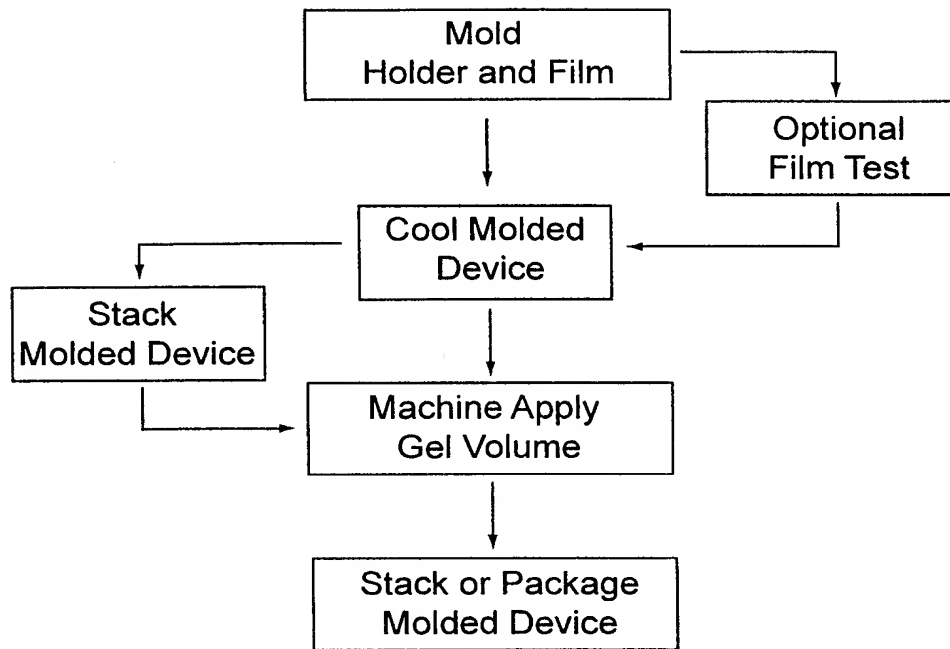 Mold
Holder and Film
Optional
Film Test
Cool Molded
Device
Stack
Molded Device
Machine Apply
Gel Volume
Stack or Package
Molded Device